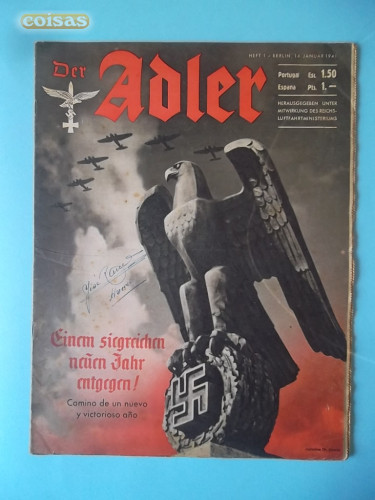 coisas
HEFT 1 • BERLIN, 14 JANUAR 1941
Der
Adler
Portugal Esc. 1.50
España Pts. 1,—
HERAUSGEGEBEN UNTER
MITWIRKUNG DES REICHS-
LUFTFAHRTMINISTERIUMS
Einem siegreichen
neuen Jahr
entgegen!
Camino de un nuevo
y victorioso año